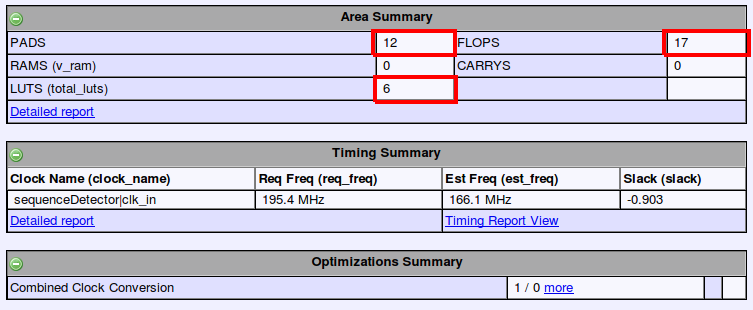 Area Summary
PADS 12 FLOPS 17
RAMS (v_ram) 0 CARRYS 0
LUTS (total_luts) 6
Detailed report
Timing Summary
Clock Name (clock_name) Req Freq (req_freq) Est Freq (est_freq) Slack (slack)
sequenceDetector|clk_in 195.4 MHz 166.1 MHz -0.903
Detailed report Timing Report View
Optimizations Summary
Combined Clock Conversion 1 / 0 more